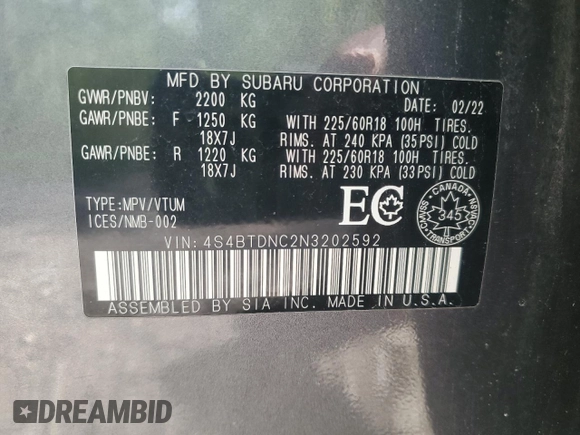 MFD BY SUBARU CORPORATION
GVWR/PNBV: 2200 KG DATE: 02/22
GAWR/PNBE: F 1250 KG WITH 225/60R18 100H TIRES.
18X7J RIMS. AT 240 KPA (35PSI) COLD
GAWR/PNBE: R 1220 KG WITH 225/60R18 100H TIRES.
18X7J RIMS. AT 230 KPA (33PSI) COLD
TYPE:MPV/VTUM
ICES/NMB-002
EC
CANADA
345
CMVSS
NSVAC
VIN: 4S4BTDNC2N3202592
ASSEMBLED BY SIA INC. MADE IN U.S.A.
DREAMBID